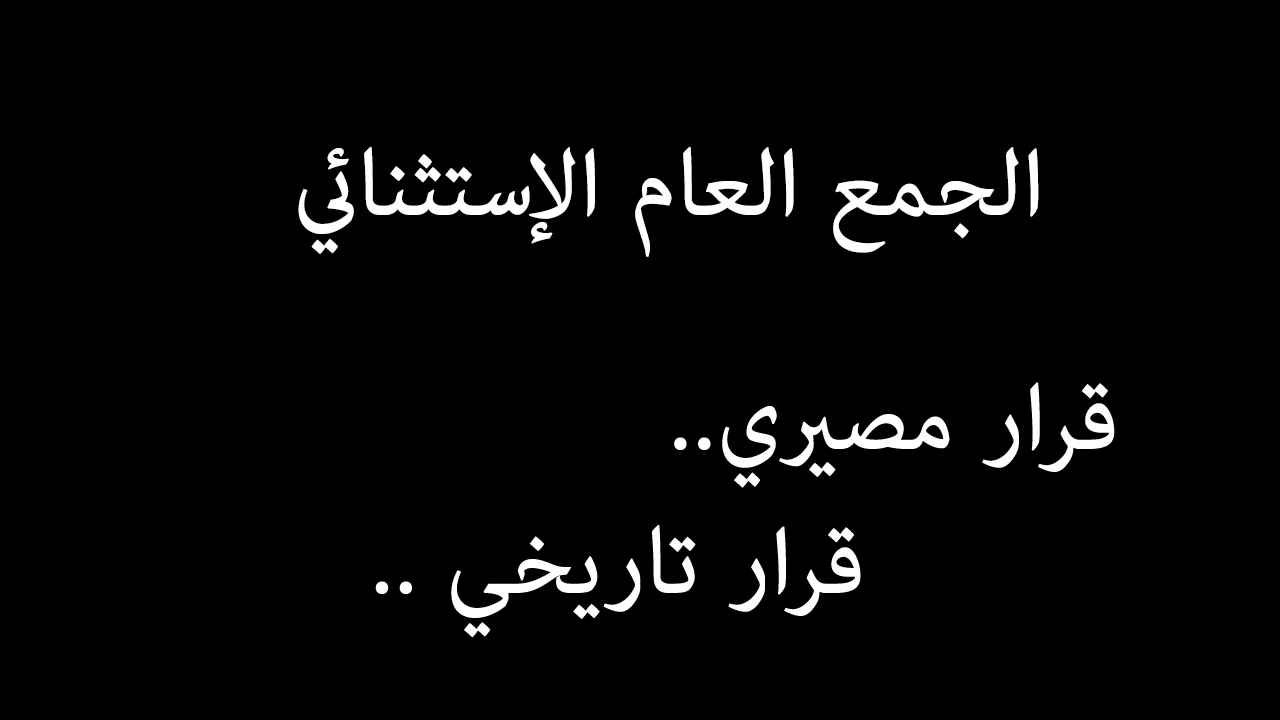 الجمع العام الإستثنائي
قرار مصيري..
قرار تاريخي ..